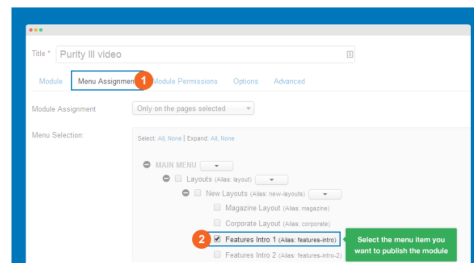 Title * Purity III video
Module Menu Assignmen 1 Module Permissions Options Advanced
Module Assignment Only on the pages selected
Menu Selection: Select: All, None | Expand: All, None
MAIN MENU
Layouts (Alias: layout)
New Layouts (Alias: new-layouts)
Magazine Layout (Alias: magazine)
Corporate Layout (Alias: corporate)
2 Features Intro 1 (Alias: features-intro) Select the menu item you
want to publish the module
Features Intro 2 (Alias: features-intro-2)